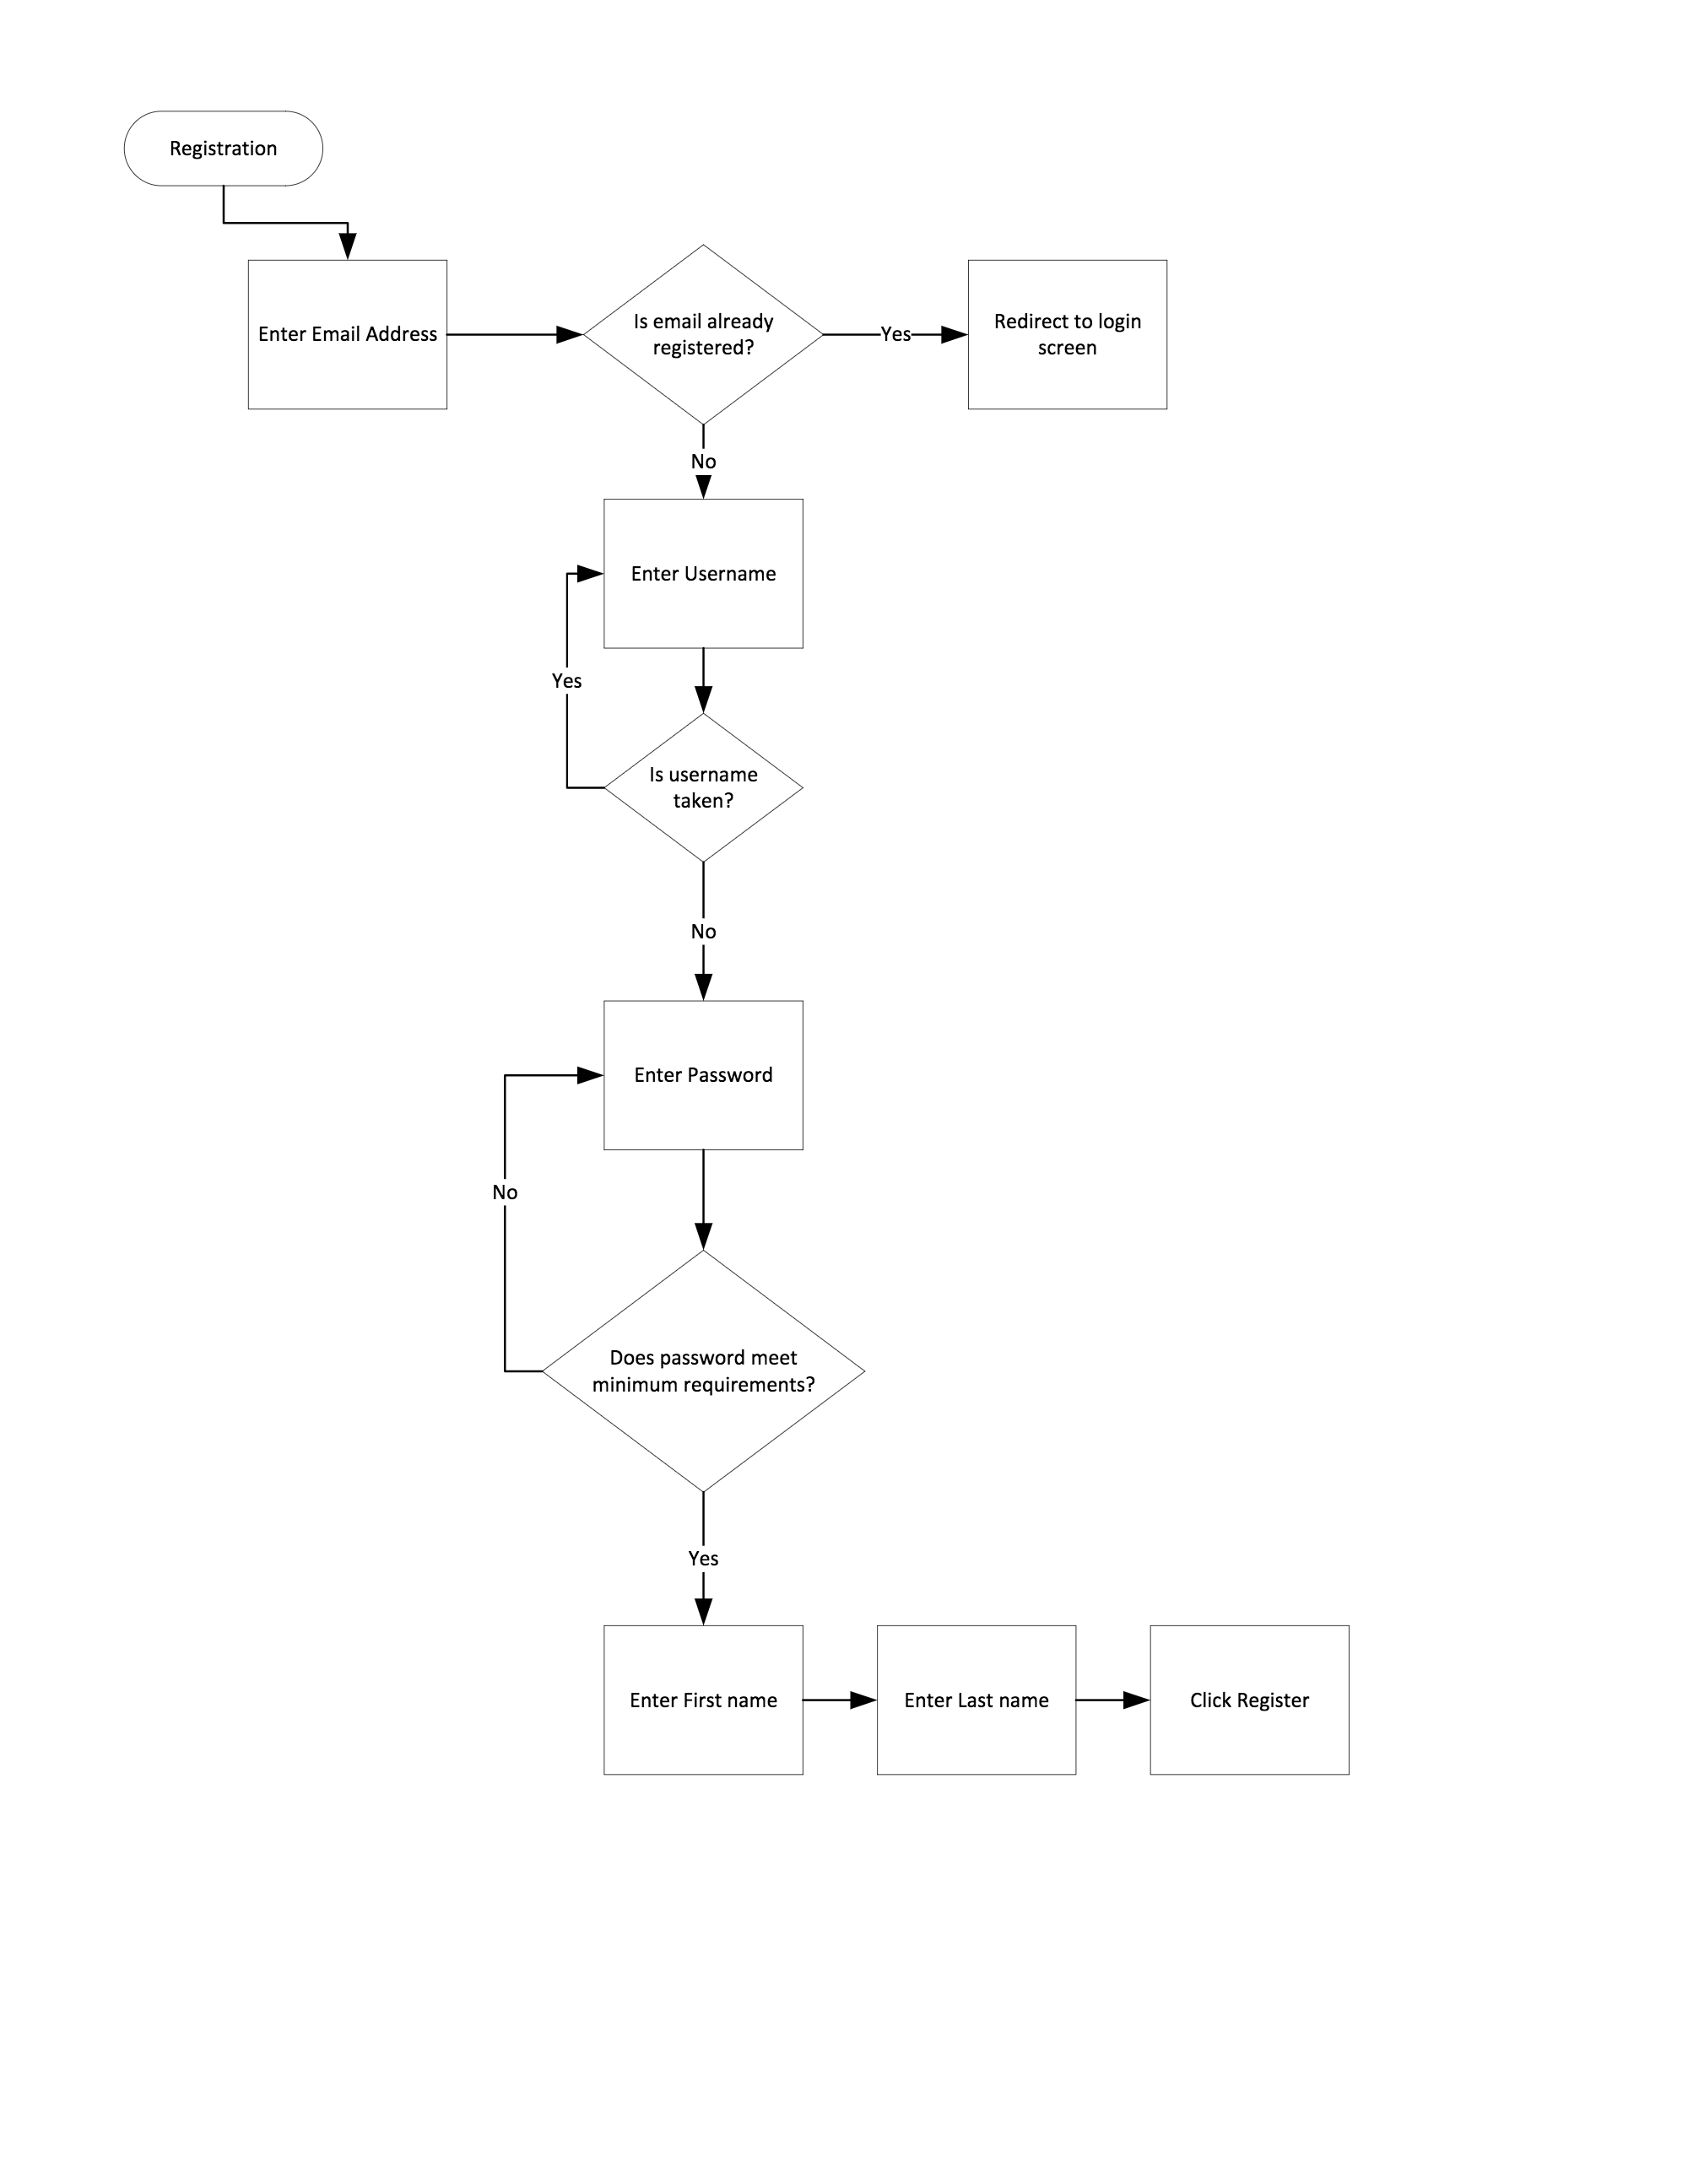 Registration
Enter Email Address
Is email already
registered?
Yes
Redirect to login
screen
No
Enter Username
Yes
Is username
taken?
No
Enter Password
No
Does password meet
minimum requirements?
Yes
Enter First name
Enter Last name
Click Register